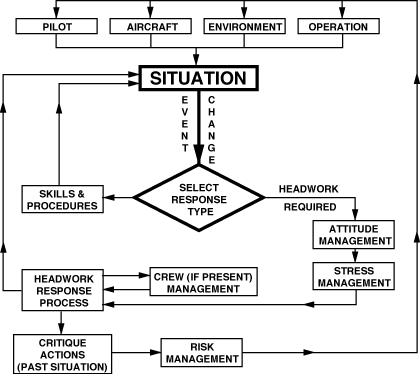 PILOT
AIRCRAFT
ENVIRONMENT
OPERATION
SITUATION
EVENT
CHANGE
SELECT
RESPONSE
TYPE
HEADWORK
REQUIRED
SKILLS &
PROCEDURES
ATTITUDE
MANAGEMENT
STRESS
MANAGEMENT
HEADWORK
RESPONSE
PROCESS
CREW (IF PRESENT)
MANAGEMENT
CRITIQUE
ACTIONS
(PAST SITUATION)
RISK
MANAGEMENT